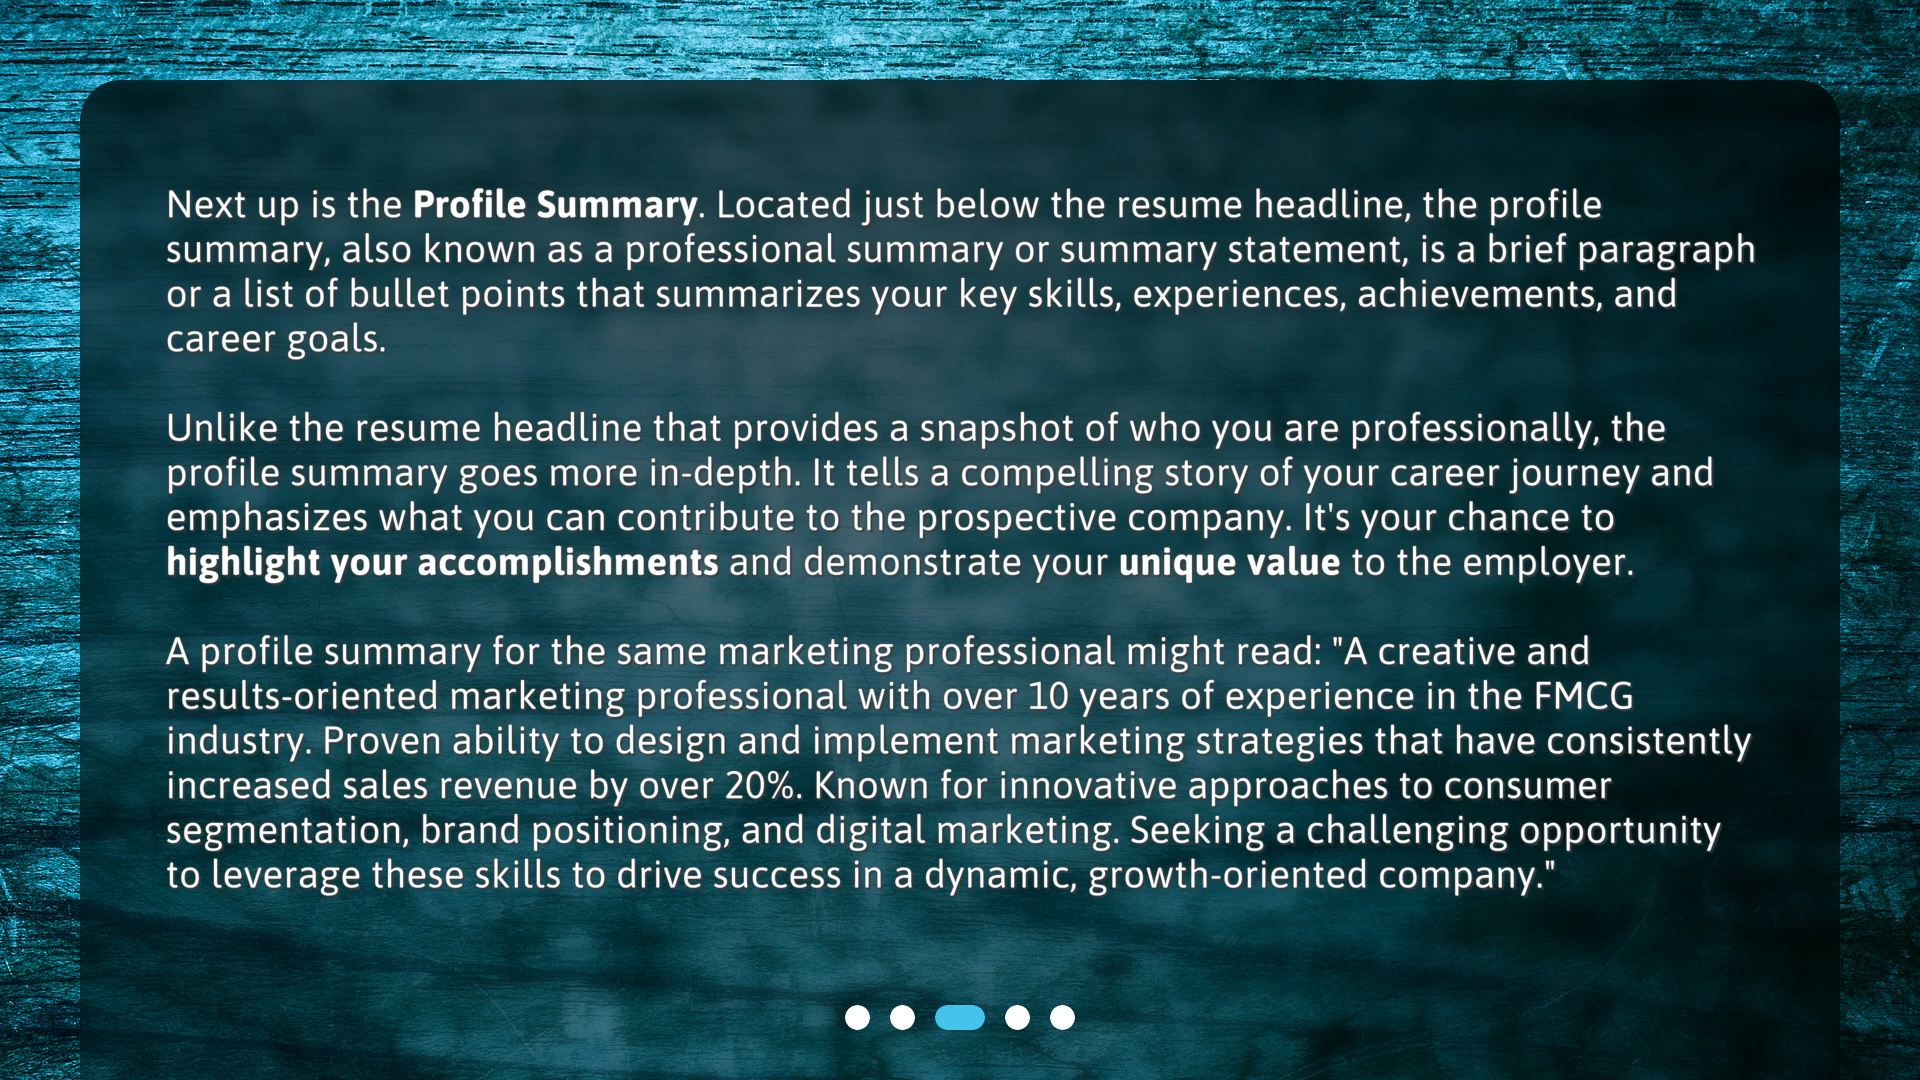 Next up is the Profile Summary. Located just below the resume headline, the profile
summary, also known as a professional summary or summary statement, is a brief paragraph
or a list of bullet points that summarizes your key skills, experiences, achievements, and
career goals.
Unlike the resume headline that provides a snapshot of who you are professionally, the
profile summary goes more in-depth. It tells a compelling story of your career journey and
emphasizes what you can contribute to the prospective company. It's your chance to
highlight your accomplishments and demonstrate your unique value to the employer.
A profile summary for the same marketing professional might read: "A creative and
results-oriented marketing professional with over 10 years of experience in the FMCG
industry. Proven ability to design and implement marketing strategies that have consistently
increased sales revenue by over 20%. Known for innovative approaches to consumer
segmentation, brand positioning, and digital marketing. Seeking a challenging opportunity
to leverage these skills to drive success in a dynamic, growth-oriented company."